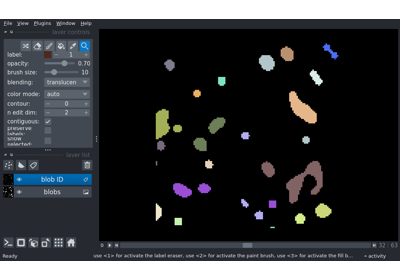 File View Plugins Window Help
layer controls
label: 1
opacity: 0.70
brush size: 10
blending: translucen
color mode: auto
contour: 0
n edit dim: 2
contiguous:
preserve
labels:
show
selected:
layer list
blob ID
blobs
32 / 63
Ready
use <1> for activate the label eraser, use <2> for activate the paint brush, use <3> for activate the fill b...
activity